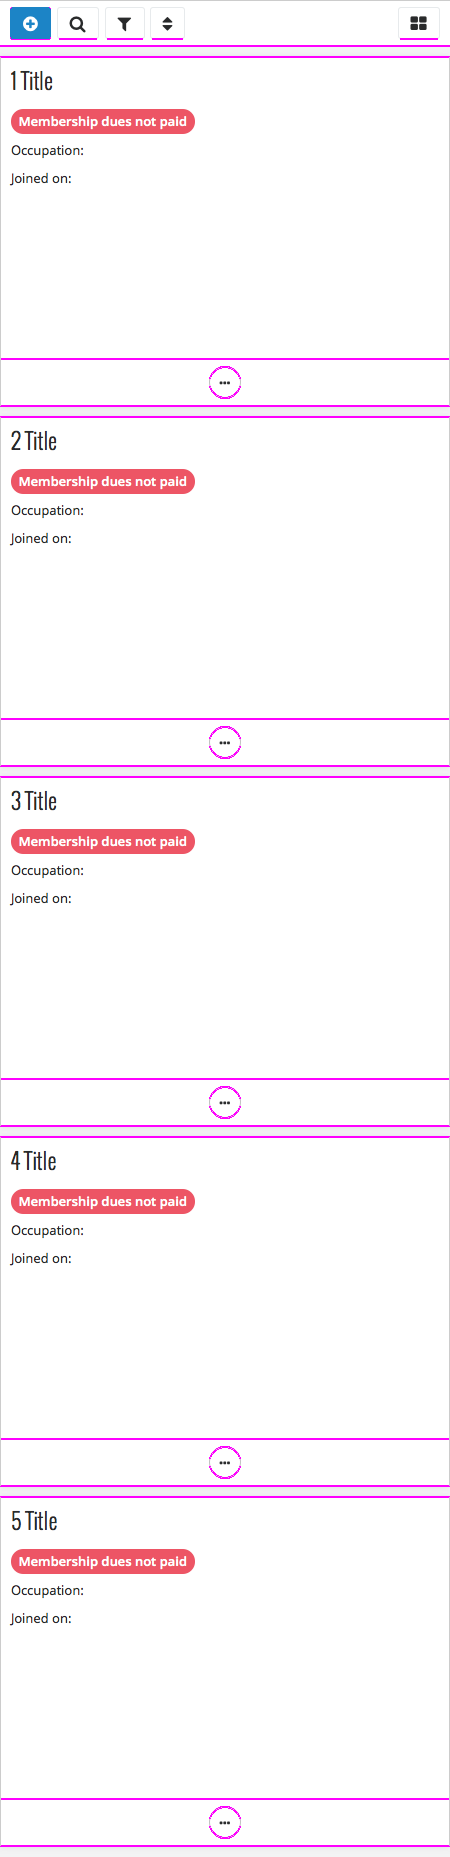 1 Title
Membership dues not paid
Occupation:
Joined on:
2 Title
Membership dues not paid
Occupation:
Joined on:
3 Title
Membership dues not paid
Occupation:
Joined on:
4 Title
Membership dues not paid
Occupation:
Joined on:
5 Title
Membership dues not paid
Occupation:
Joined on: